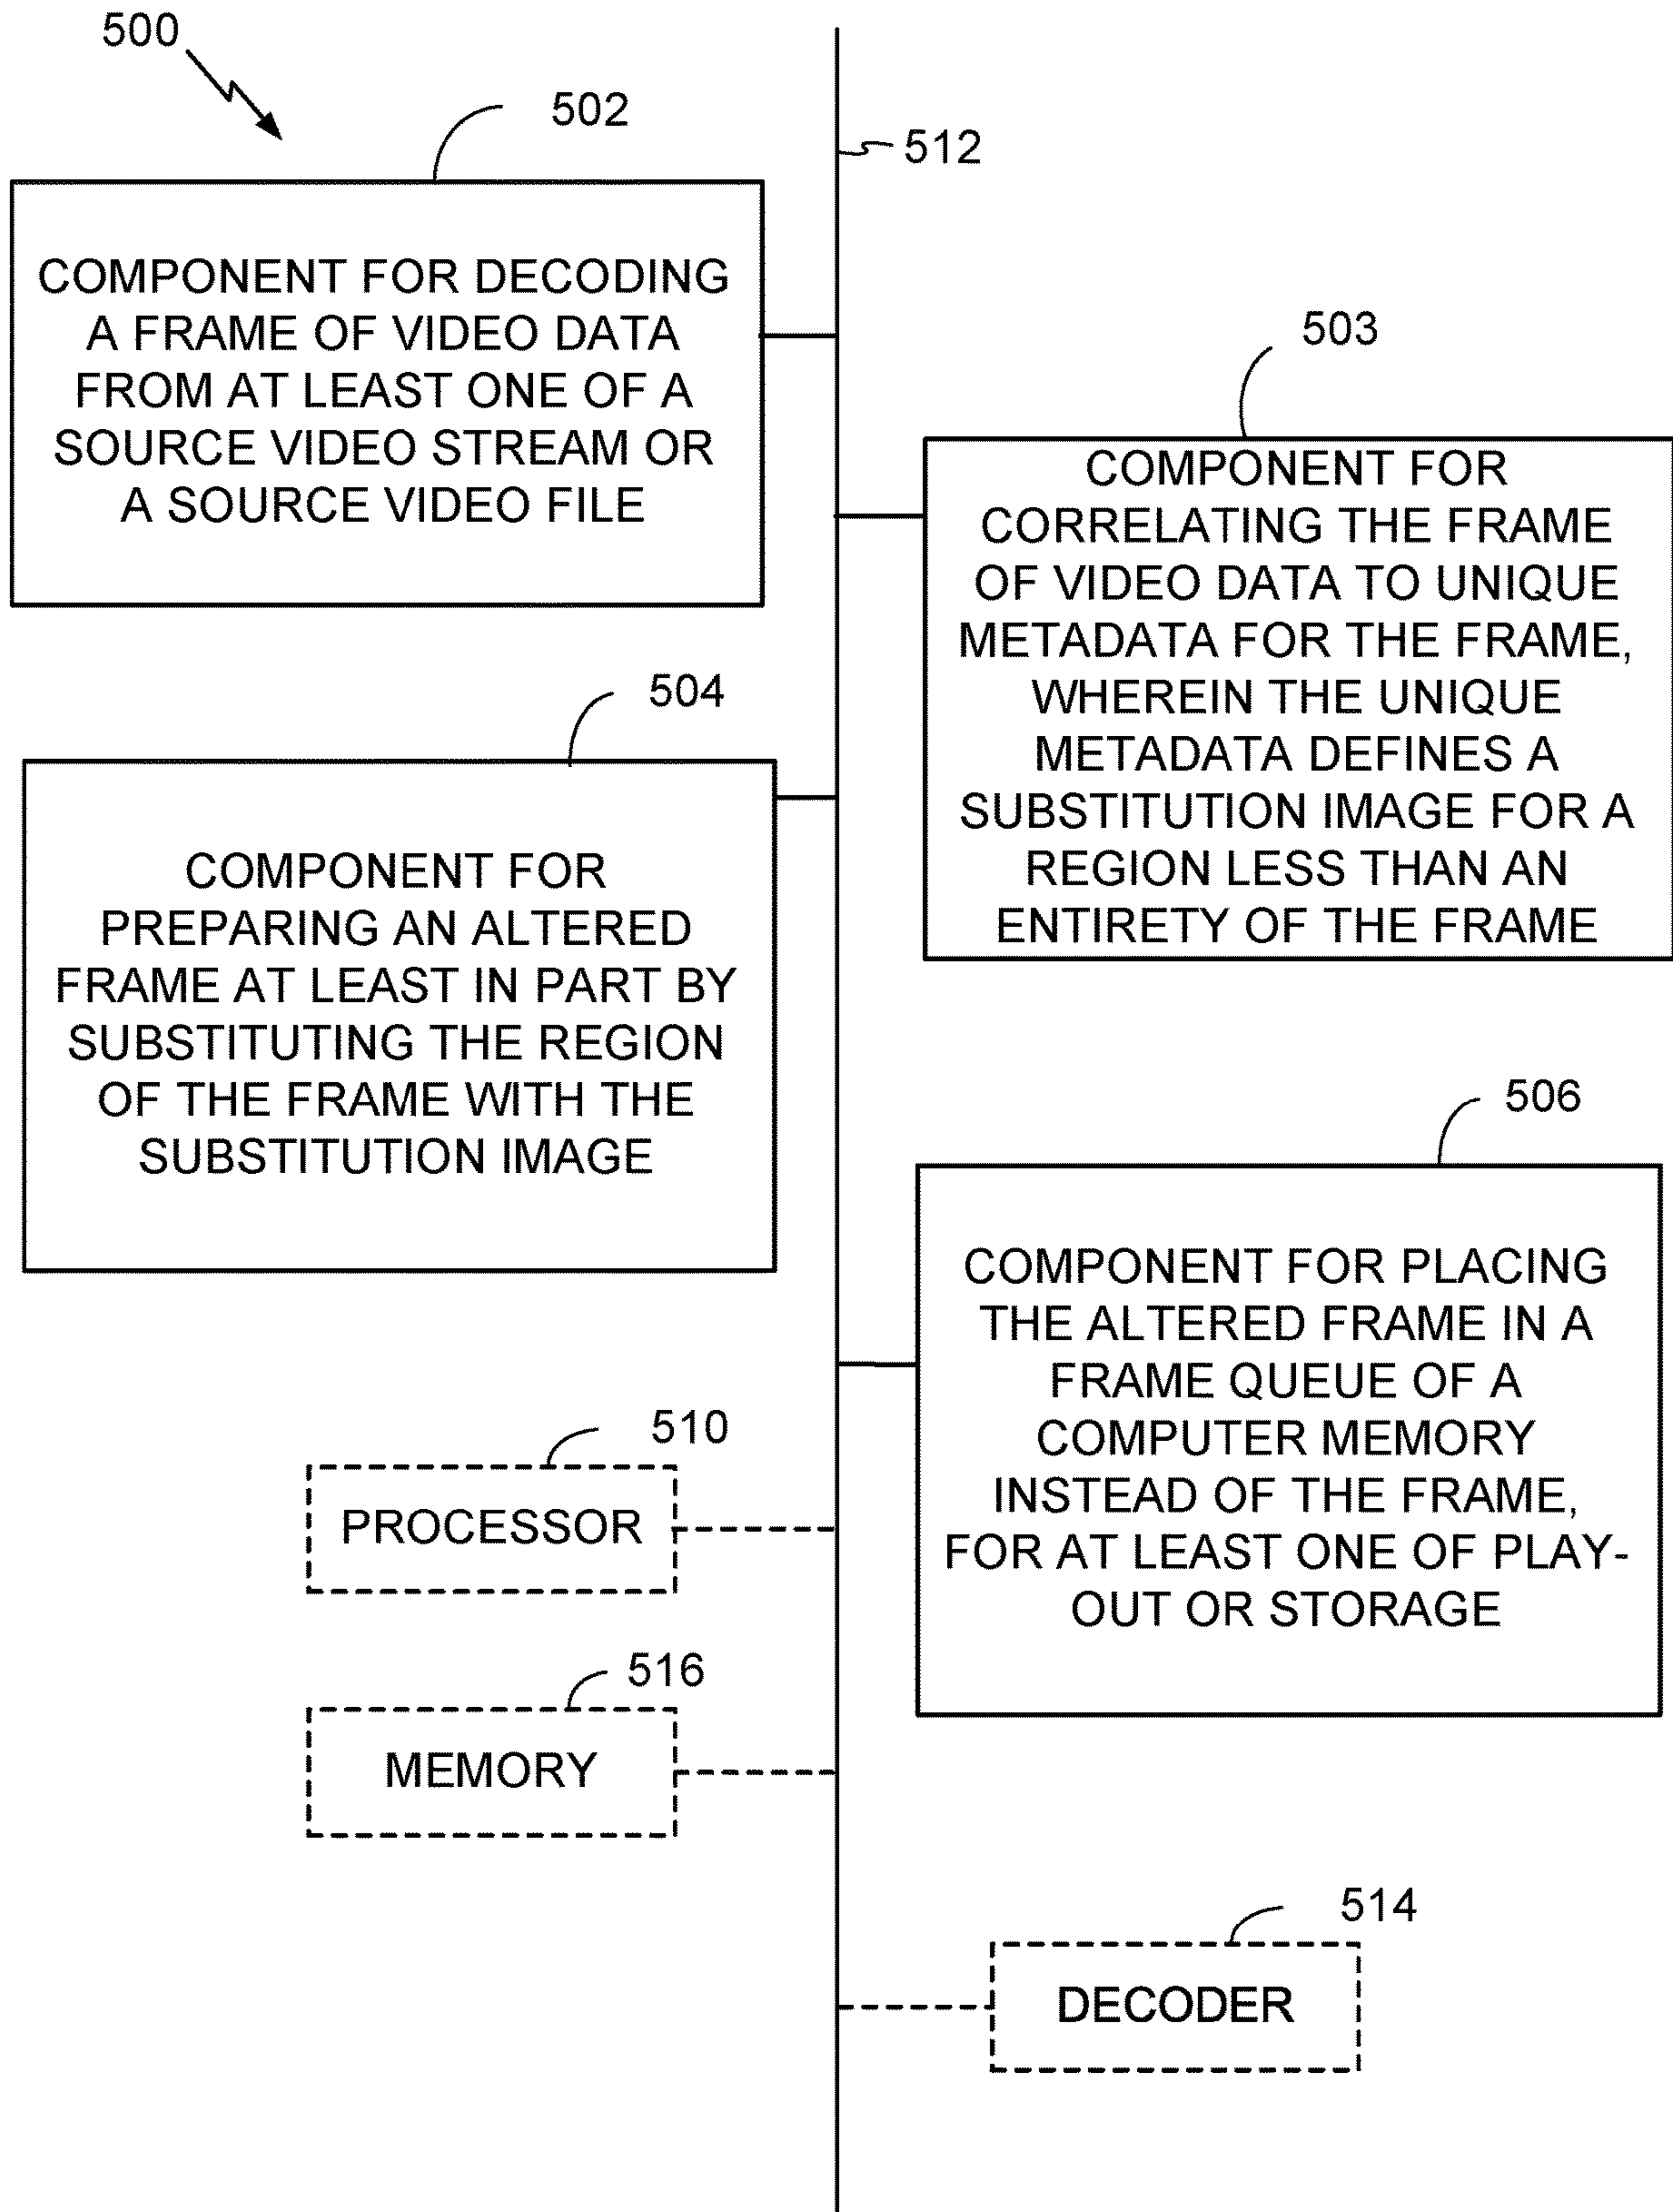 500
502
512
COMPONENT FOR DECODING
A FRAME OF VIDEO DATA
FROM AT LEAST ONE OF A
SOURCE VIDEO STREAM OR
A SOURCE VIDEO FILE
503
COMPONENT FOR
CORRELATING THE FRAME
OF VIDEO DATA TO UNIQUE
METADATA FOR THE FRAME,
WHEREIN THE UNIQUE
METADATA DEFINES A
SUBSTITUTION IMAGE FOR A
REGION LESS THAN AN
ENTIRETY OF THE FRAME
504
COMPONENT FOR
PREPARING AN ALTERED
FRAME AT LEAST IN PART BY
SUBSTITUTING THE REGION
OF THE FRAME WITH THE
SUBSTITUTION IMAGE
506
COMPONENT FOR PLACING
THE ALTERED FRAME IN A
FRAME QUEUE OF A
COMPUTER MEMORY
INSTEAD OF THE FRAME,
FOR AT LEAST ONE OF PLAY-
OUT OR STORAGE
510
PROCESSOR
516
MEMORY
514
DECODER